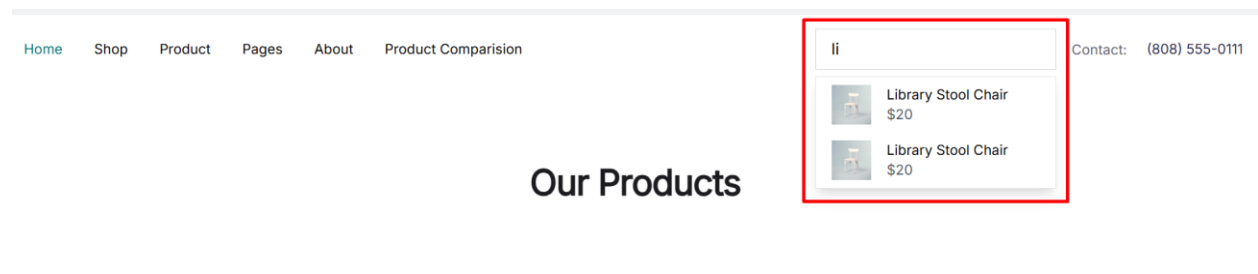 Home Shop Product Pages About Product Comparision li Contact: (808) 555-0111
Library Stool Chair
$20
Library Stool Chair
$20
Our Products